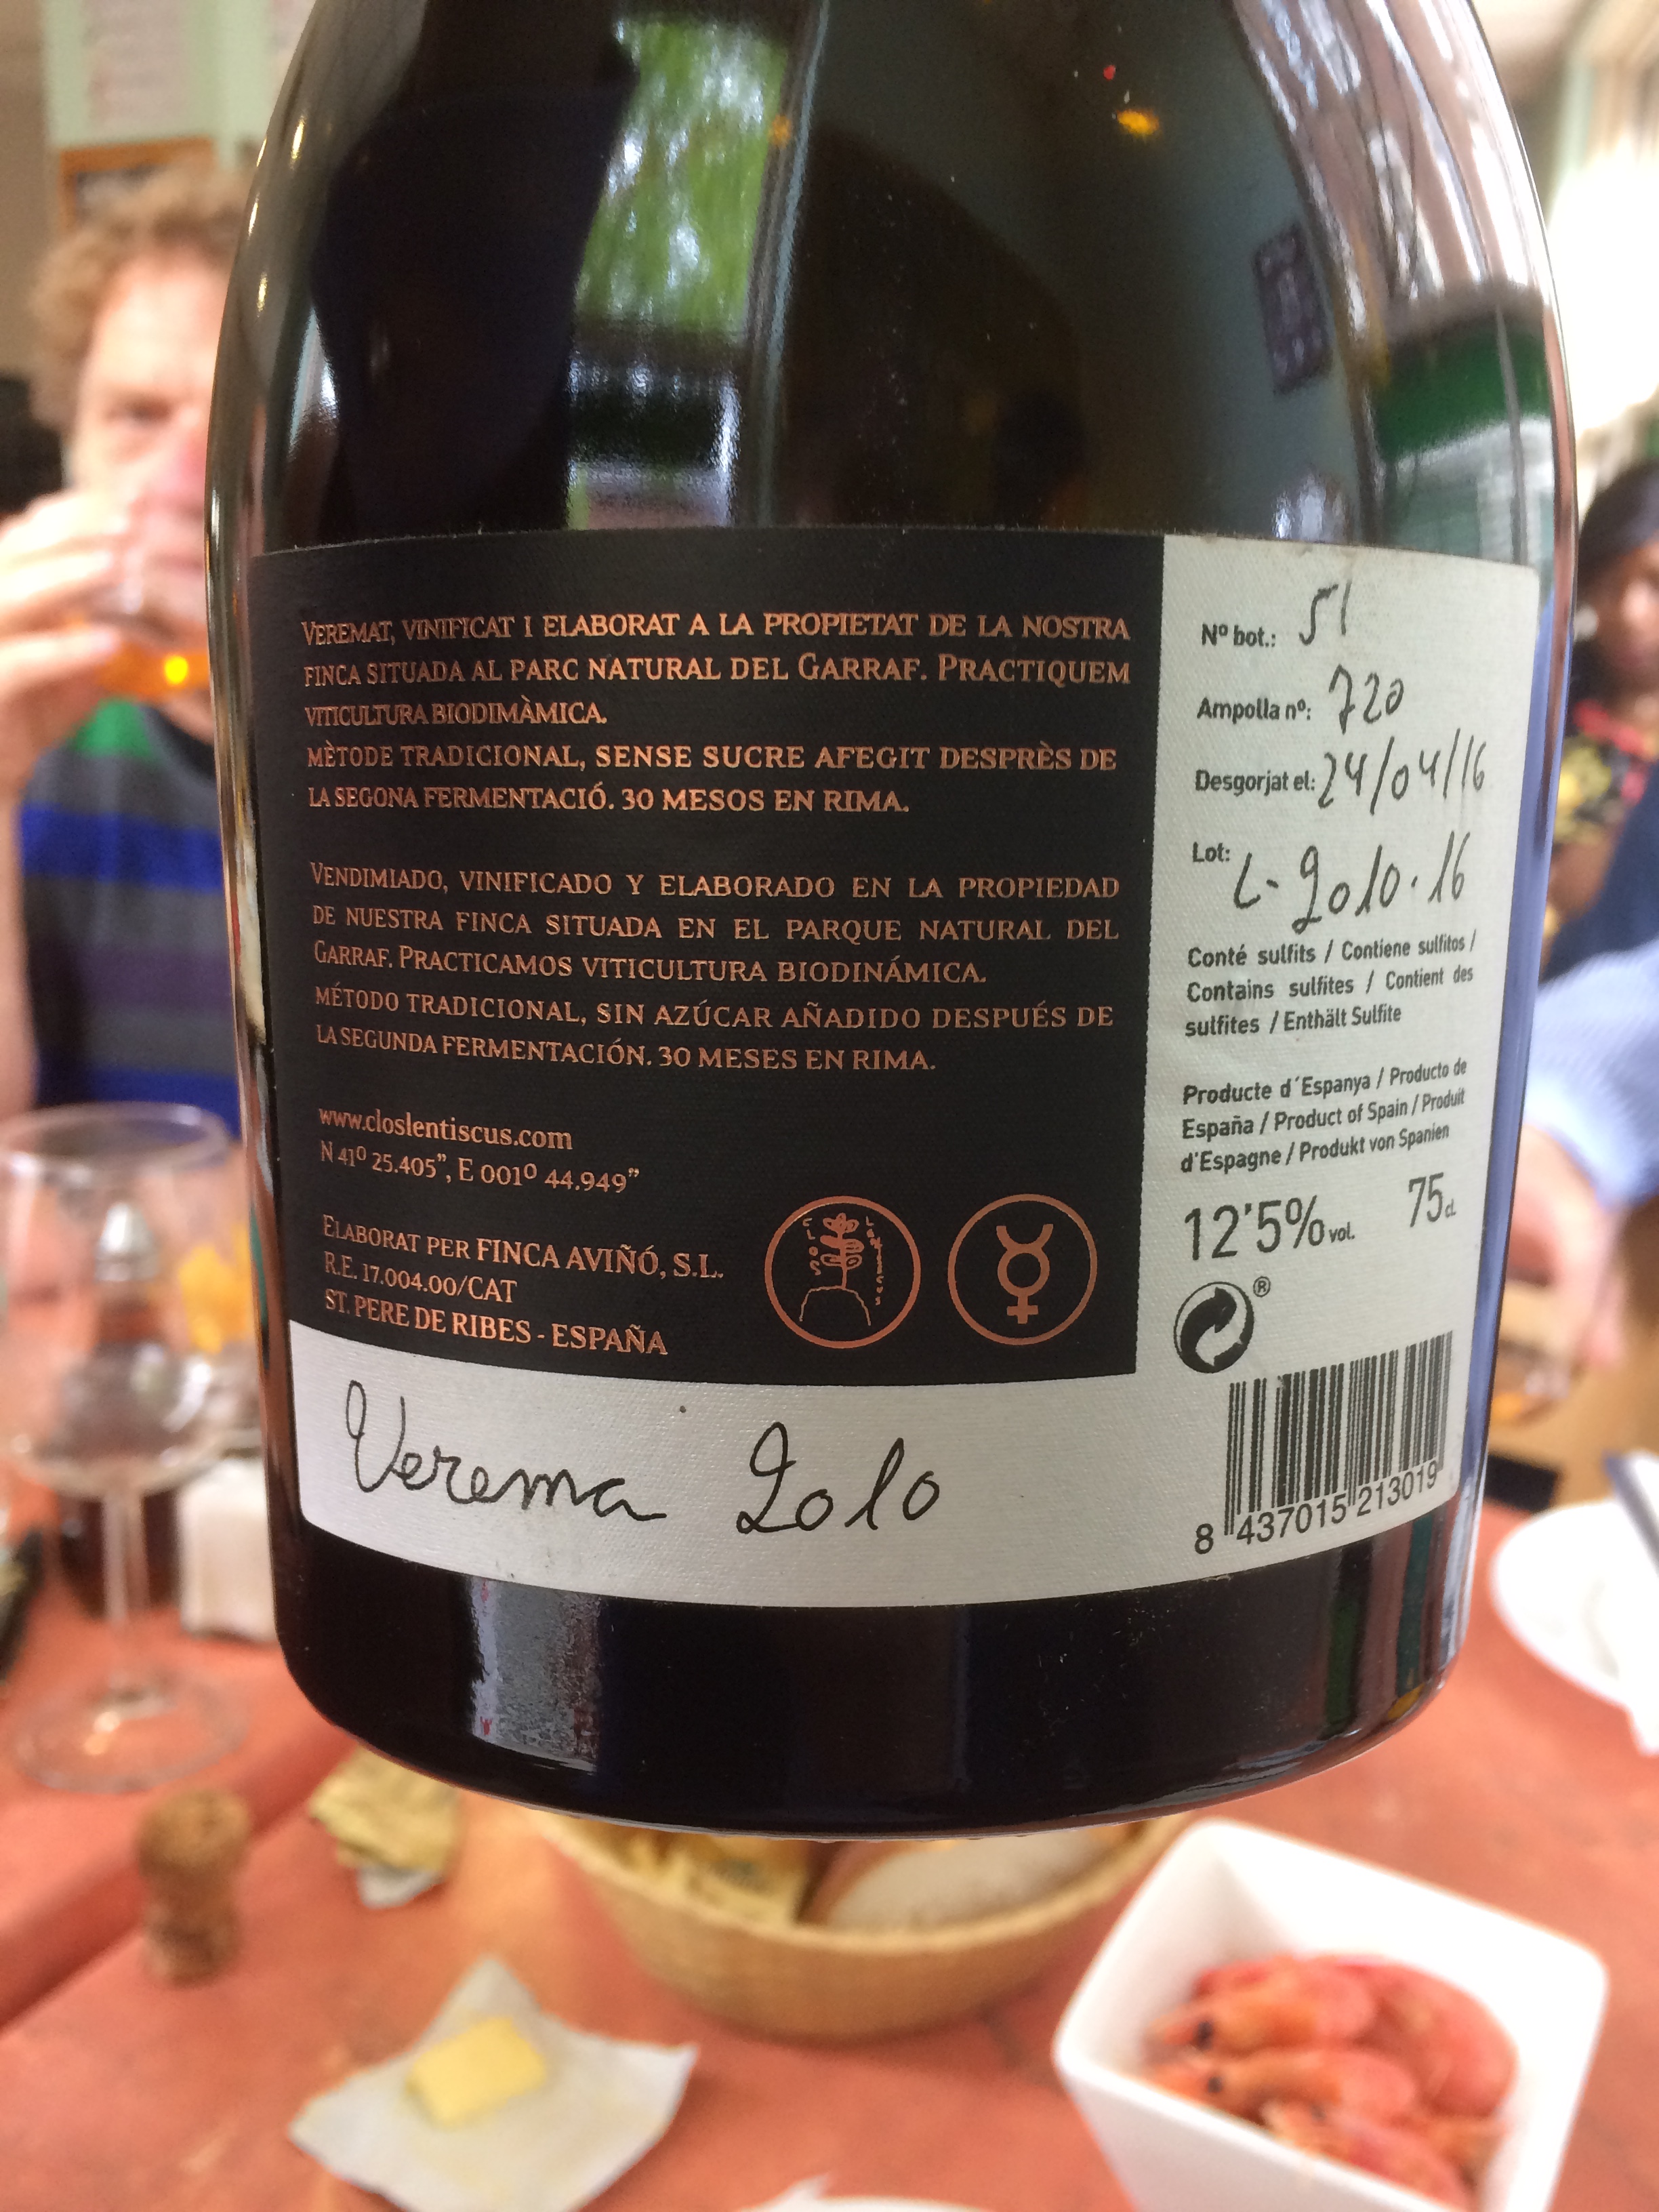 VEREMAT, VINIFICAT I ELABORAT A LA PROPIETAT DE LA NOSTRA
FINCA SITUADA AL PARC NATURAL DEL GARRAF. PRACTIQUEM
VITICULTURA BIODIMÀMICA.
MÈTODE TRADICIONAL, SENSE SUCRE AFEGIT DESPRÈS DE
LA SEGONA FERMENTACIÓ. 30 MESOS EN RIMA.
VENDIMIADO, VINIFICADO Y ELABORADO EN LA PROPIEDAD
DE NUESTRA FINCA SITUADA EN EL PARQUE NATURAL DEL
GARRAF. PRACTICAMOS VITICULTURA BIODINÁMICA.
MÉTODO TRADICIONAL, SIN AZÚCAR AÑADIDO DESPUÉS DE
LA SEGUNDA FERMENTACIÓN. 30 MESES EN RIMA.
www.closlentiscus.com
N 41º 25.405", E 001º 44.949"
ELABORAT PER FINCA AVIÑÓ, S.L.
R.E. 17.004.00/CAT
ST. PERE DE RIBES - ESPAÑA
CLOS Lentiscus
Verema 2010
Nº bot.: 51
Ampolla nº: 720
Desgorjat el: 24/04/16
Lot: L-2010.16
Conté sulfits / Contiene sulfitos /
Contains sulfites / Contient des
sulfites / Enthält Sulfite
Producte d´Espanya / Producto de
España / Product of Spain / Produit
d'Espagne / Produkt von Spanien
12'5% vol. 75 cl.
®
8 437015 213019